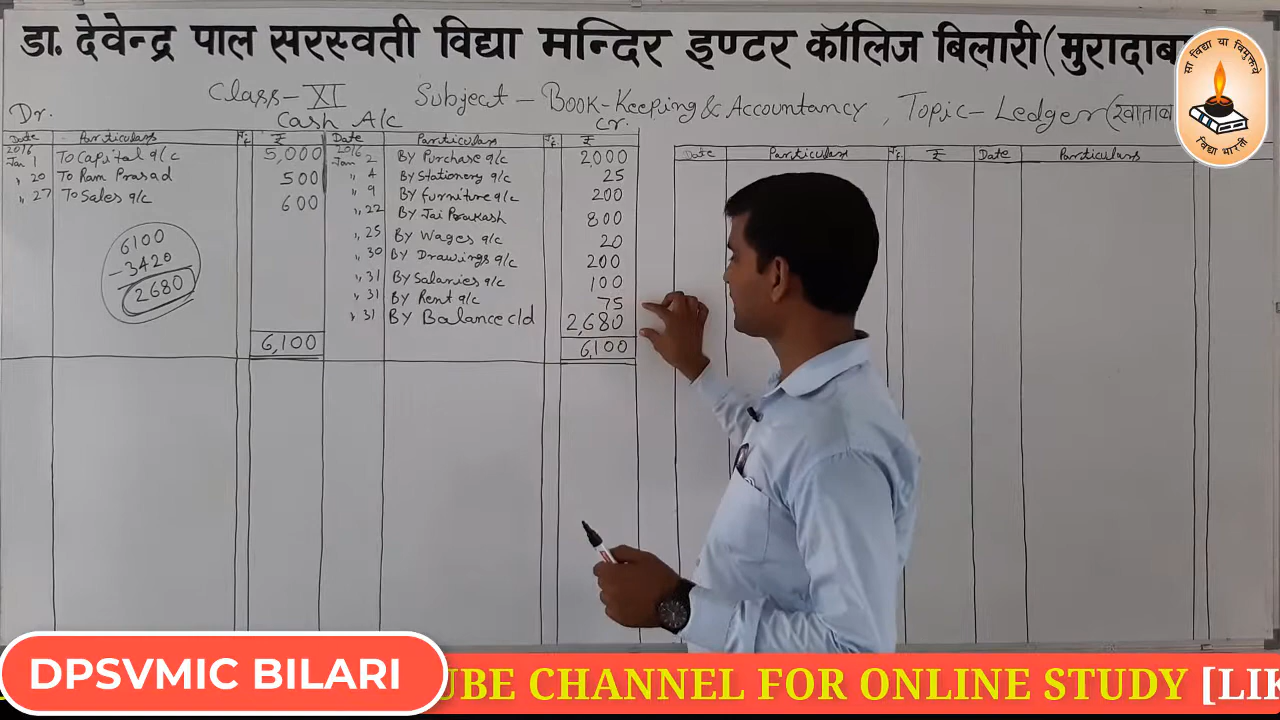 डा. देवेन्द्र पाल सरस्वती विद्या मन्दिर इण्टर कॉलिज बिलारी (मुरादाबा
सा विद्या या विमुक्तये
विद्या भारती
Class-XI Subject - Book-Keeping & Accountancy, Topic - Ledger (खाताब
Dr. Cash A/c Cr.
Date Particulars J.F. ₹ Date Particulars J.F. ₹
2016 2016
Jan 1 To Capital a/c 5,000 Jan 2 By Purchase a/c 2000
" 20 To Ram Prasad 500 " 4 By Stationery a/c 25
" 27 To Sales a/c 600 " 9 By furniture a/c 200
" 22 By Jai Prakash 800
" 25 By Wages a/c 20
" 30 By Drawings a/c 200
" 31 By Salaries a/c 100
" 31 By Rent a/c 75
" 31 By Balance c/d 2,680
6,100 6,100
6100
-3420
2680
Date Particulars J.F. ₹ Date Particulars
DPSVMIC BILARI
UBE CHANNEL FOR ONLINE STUDY [LIK